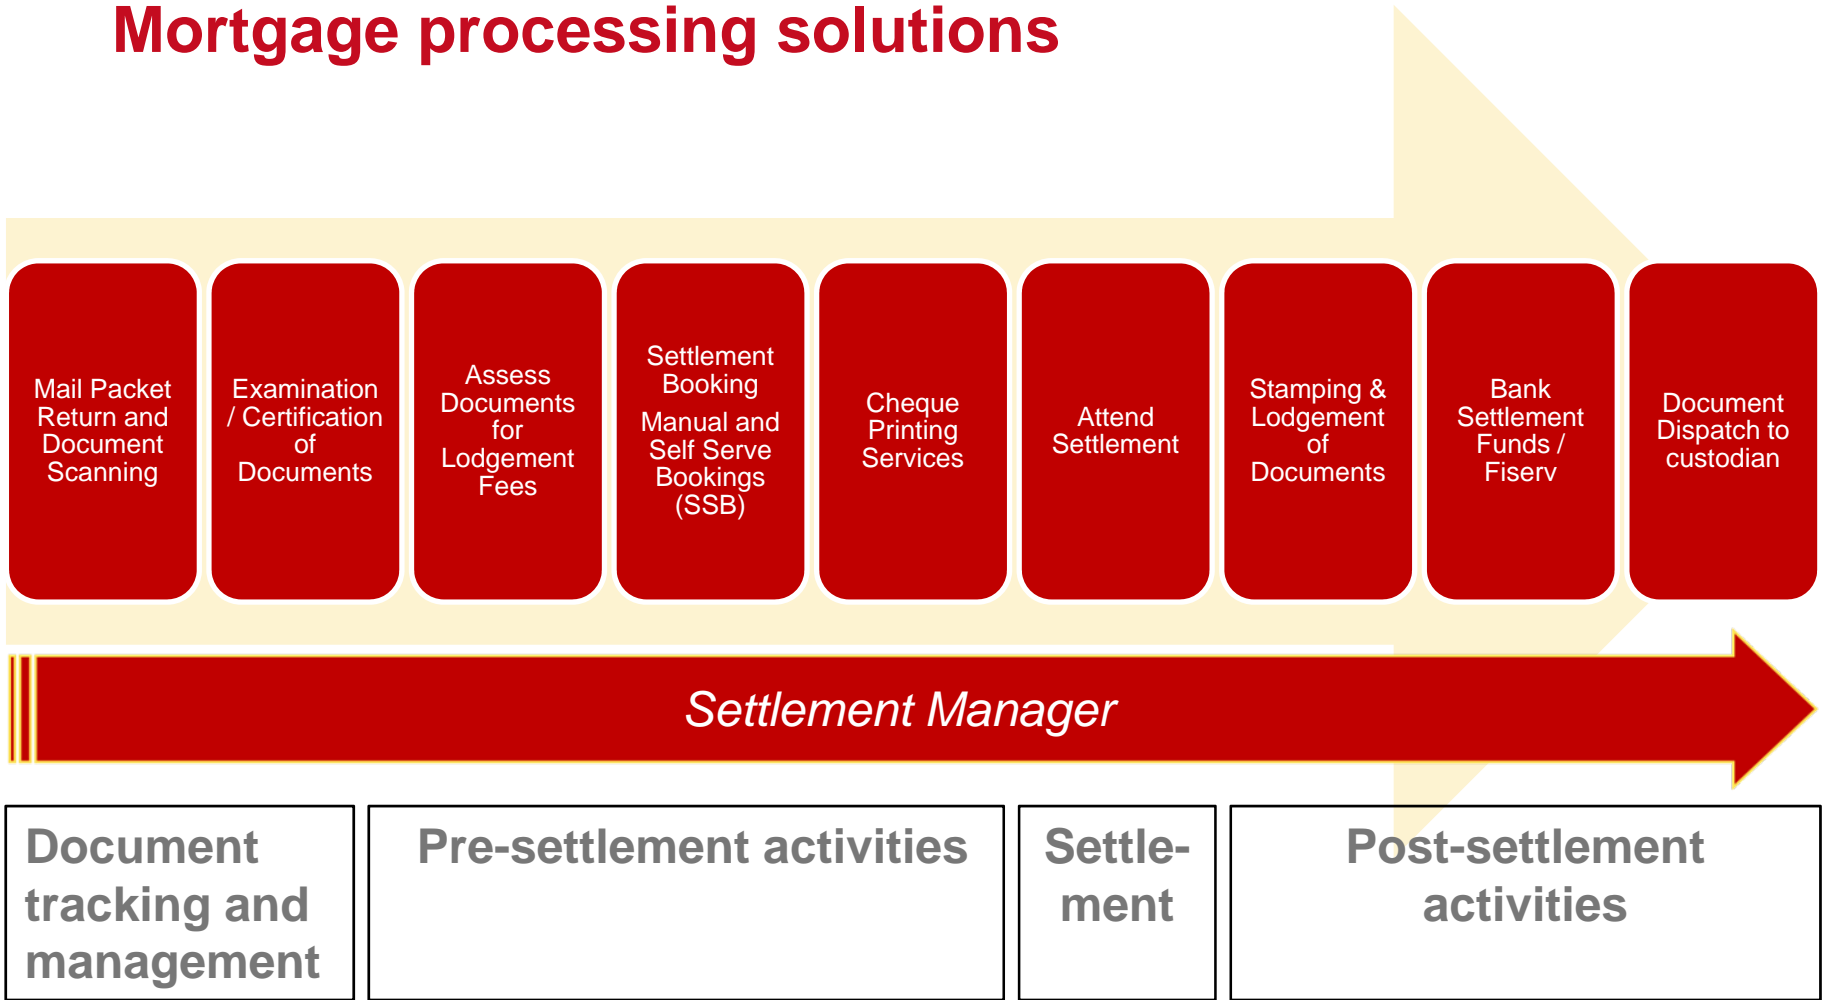 Mortgage processing solutions
Mail Packet
Return and
Document
Scanning
Examination
/ Certification
of
Documents
Assess
Documents
for
Lodgement
Fees
Settlement
Booking
Manual and
Self Serve
Bookings
(SSB)
Cheque
Printing
Services
Attend
Settlement
Stamping &
Lodgement
of
Documents
Bank
Settlement
Funds /
Fiserv
Document
Dispatch to
custodian
Settlement Manager
Document
tracking and
management
Pre-settlement activities
Settle-
ment
Post-settlement
activities